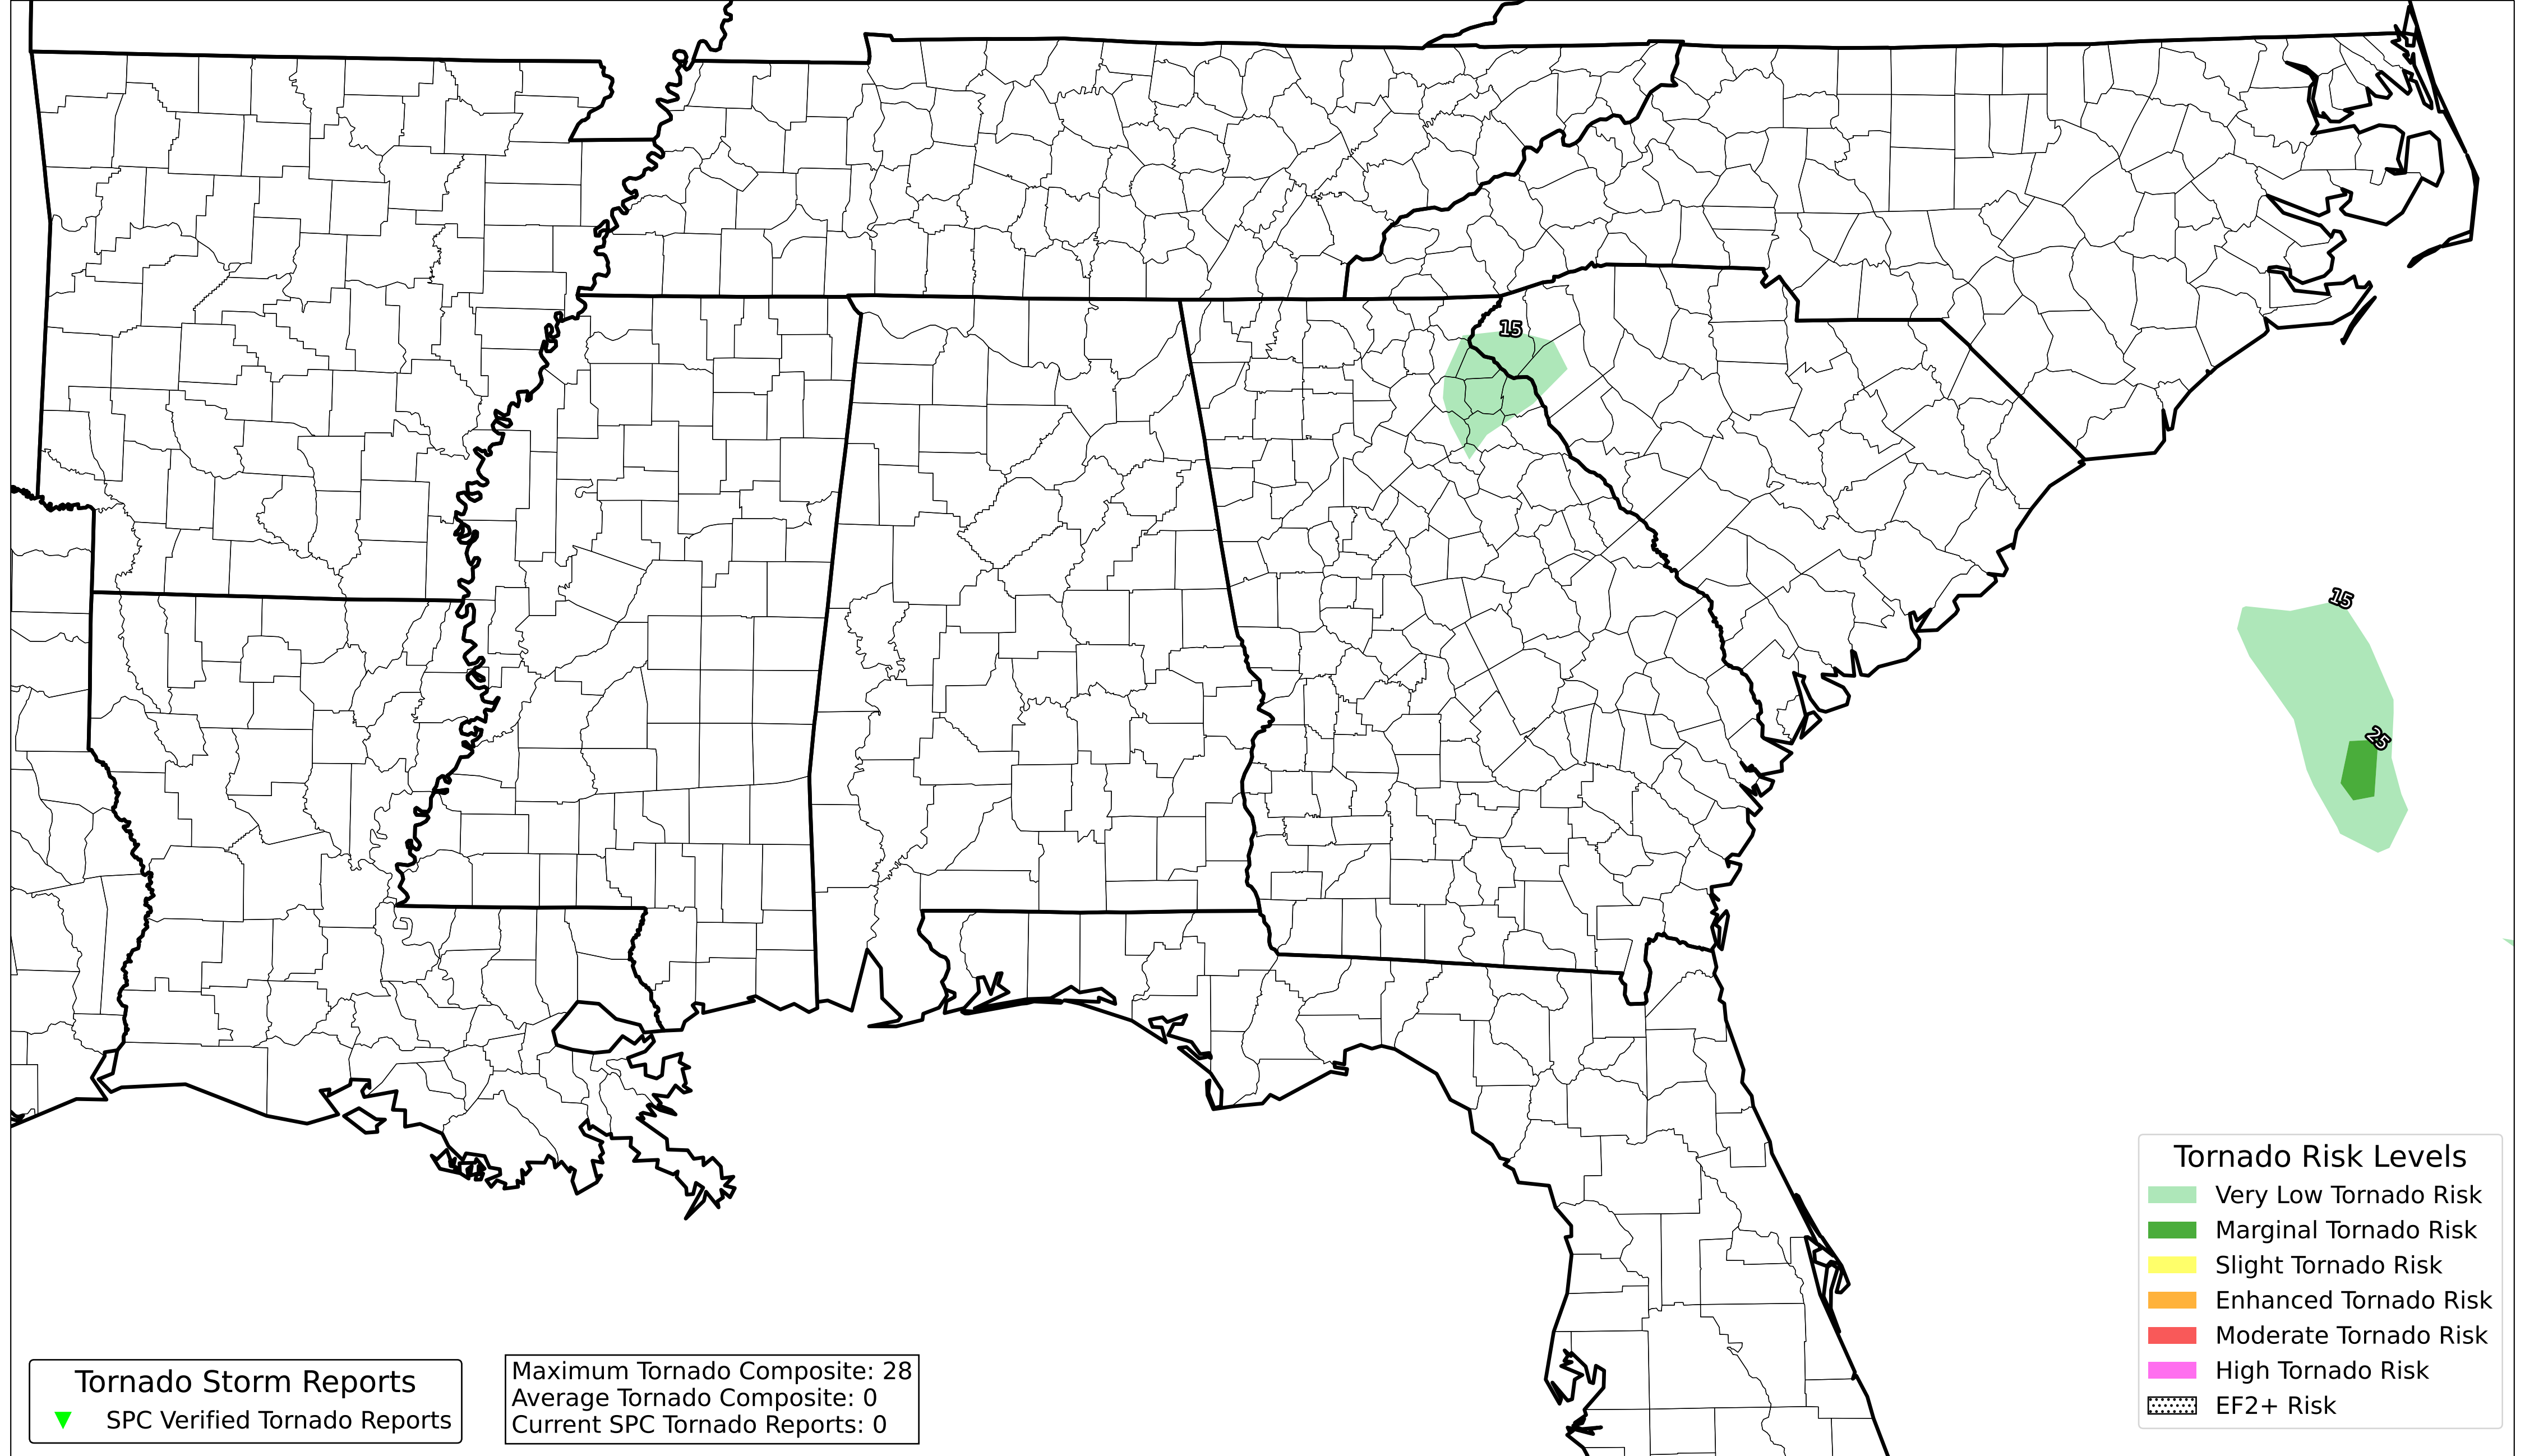 15
15
25
Tornado Risk Levels
Very Low Tornado Risk
Marginal Tornado Risk
Slight Tornado Risk
Enhanced Tornado Risk
Moderate Tornado Risk
High Tornado Risk
EF2+ Risk
Tornado Storm Reports
SPC Verified Tornado Reports
Maximum Tornado Composite: 28
Average Tornado Composite: 0
Current SPC Tornado Reports: 0